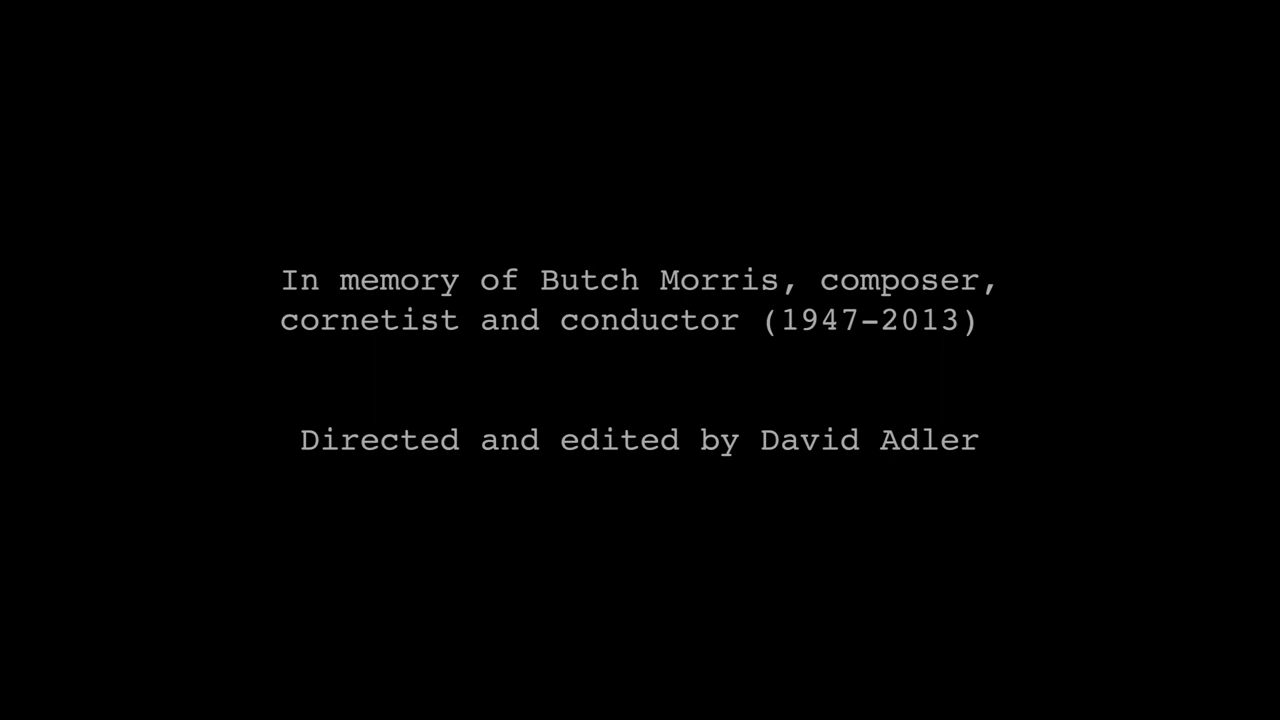 In memory of Butch Morris, composer,
cornetist and conductor (1947-2013)
Directed and edited by David Adler